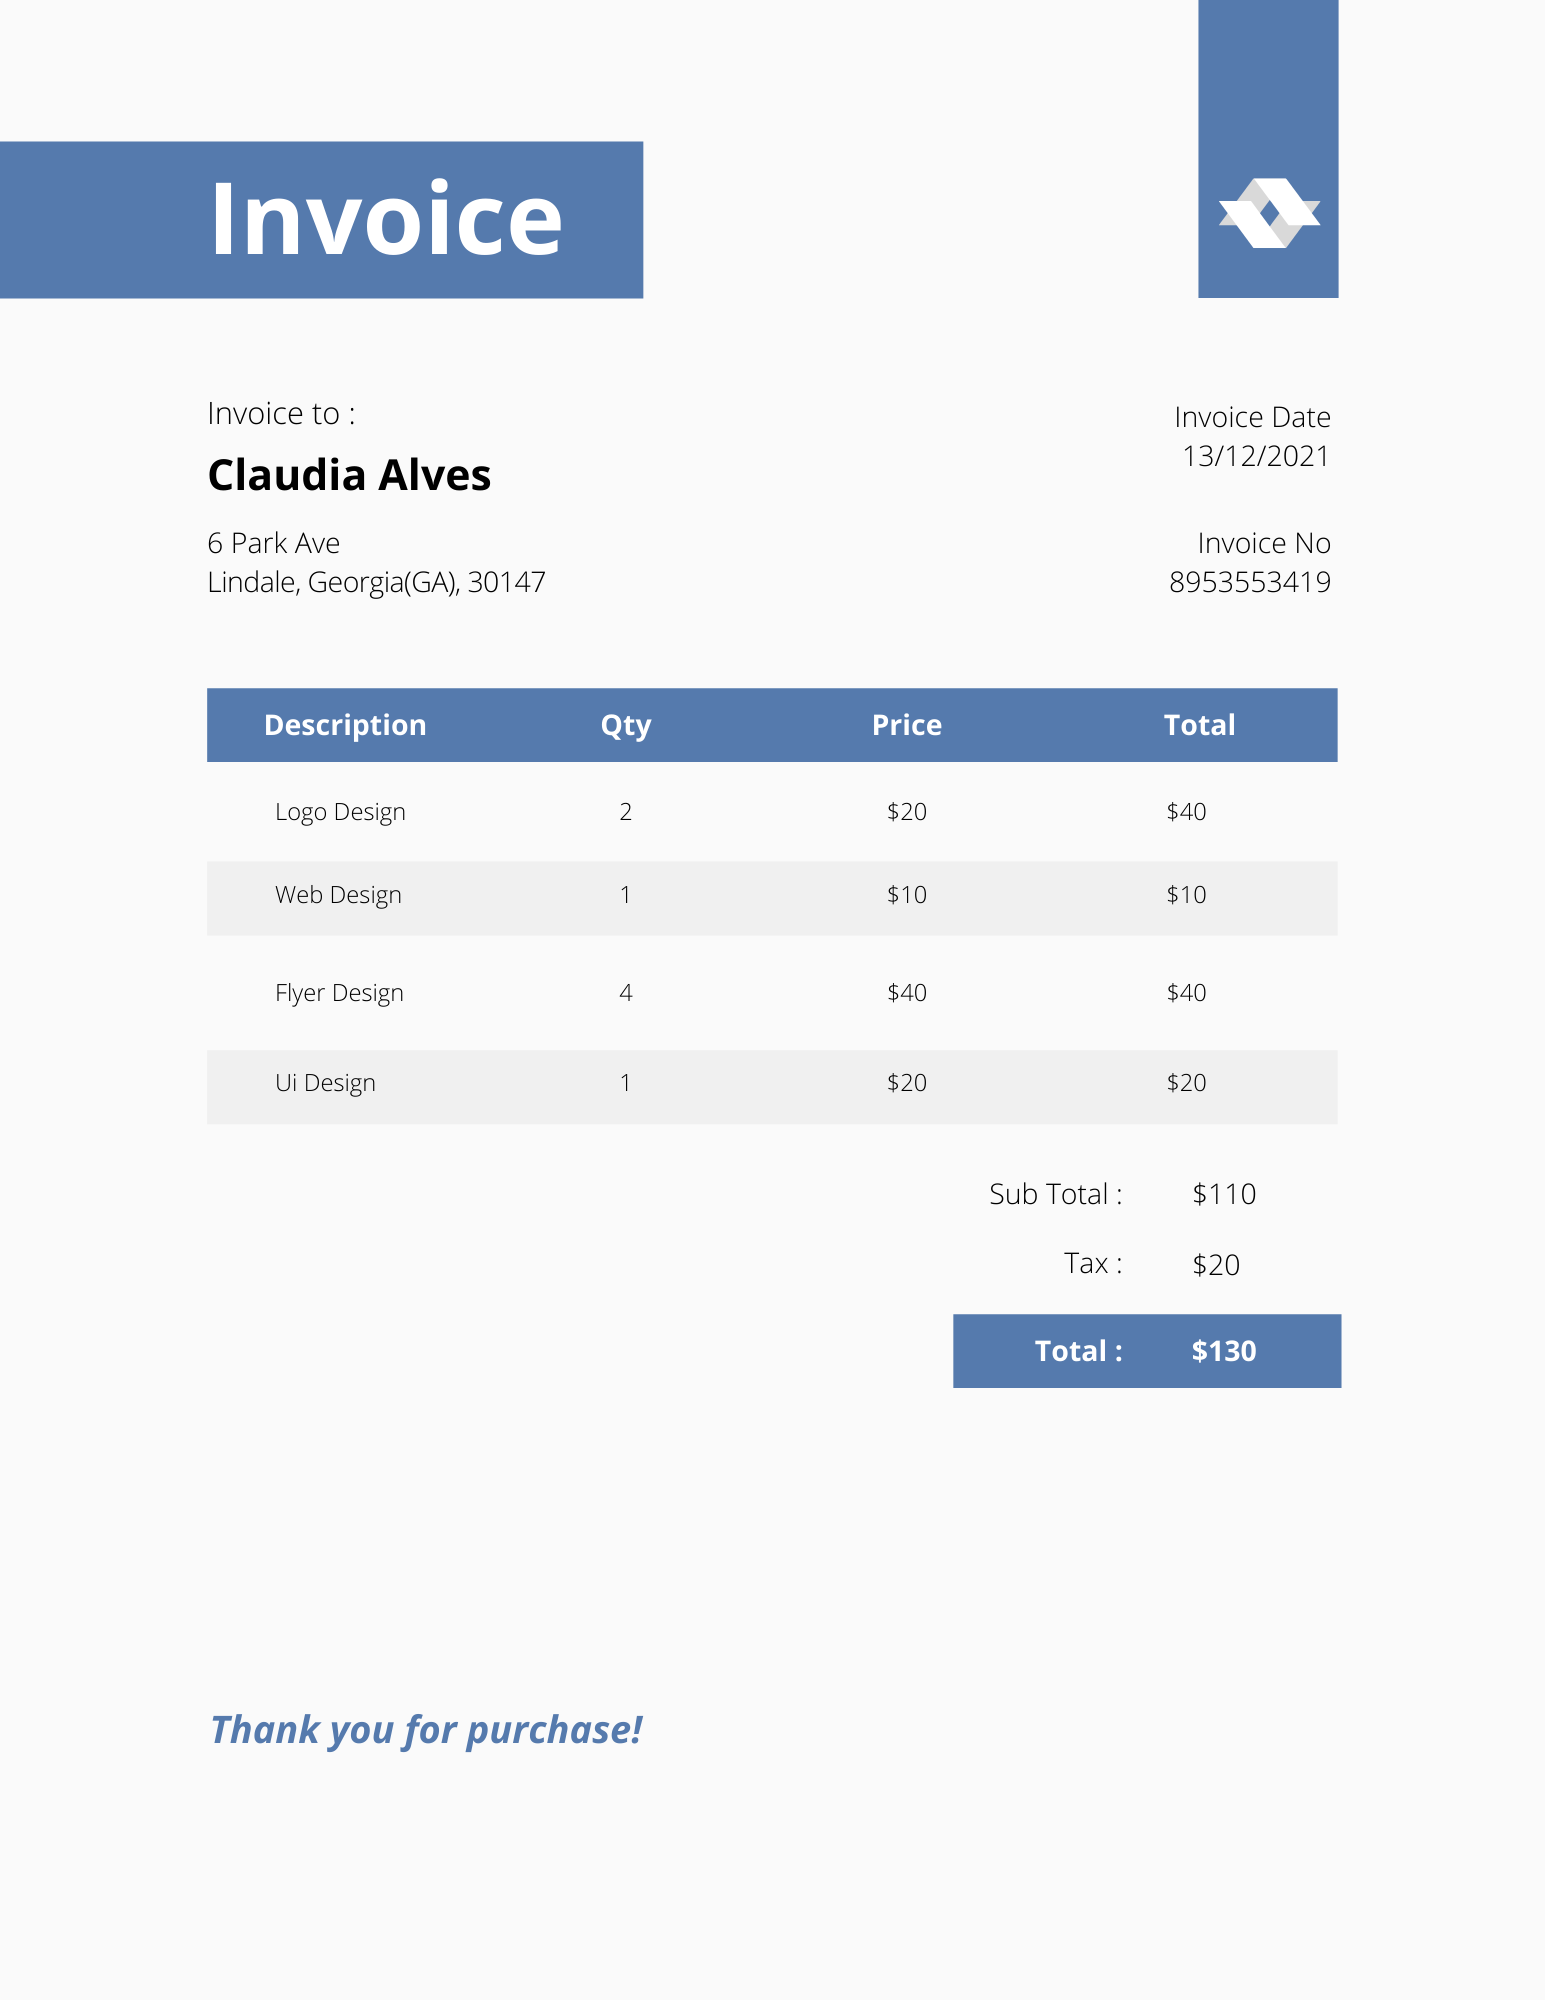 Invoice
Invoice to :
Claudia Alves
6 Park Ave
Lindale, Georgia(GA), 30147
Invoice Date
13/12/2021
Invoice No
8953553419
Description Qty Price Total
Logo Design 2 $20 $40
Web Design 1 $10 $10
Flyer Design 4 $40 $40
Ui Design 1 $20 $20
Sub Total : $110
Tax : $20
Total : $130
Thank you for purchase!